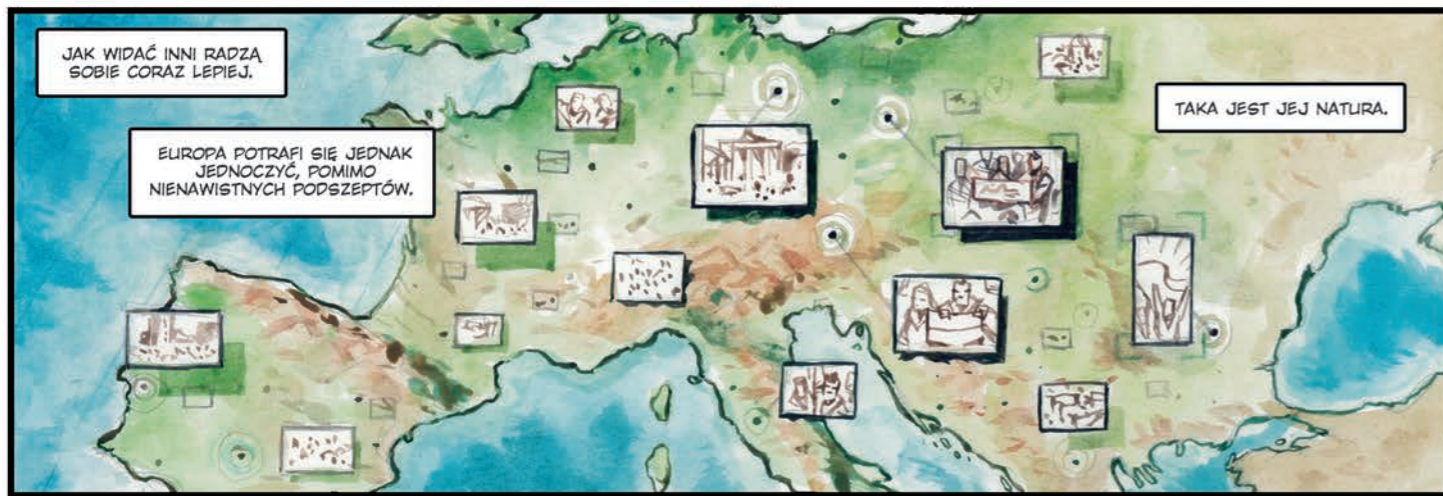 JAK WIDAĆ INNI RADZĄ
SOBIE CORAZ LEPIEJ.
EUROPA POTRAFI SIĘ JEDNAK
JEDNOCZYĆ, POMIMO
NIENAWISTNYCH PODSZEPTÓW.
TAKA JEST JEJ NATURA.